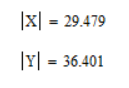 |X| = 29.479
|Y| = 36.401